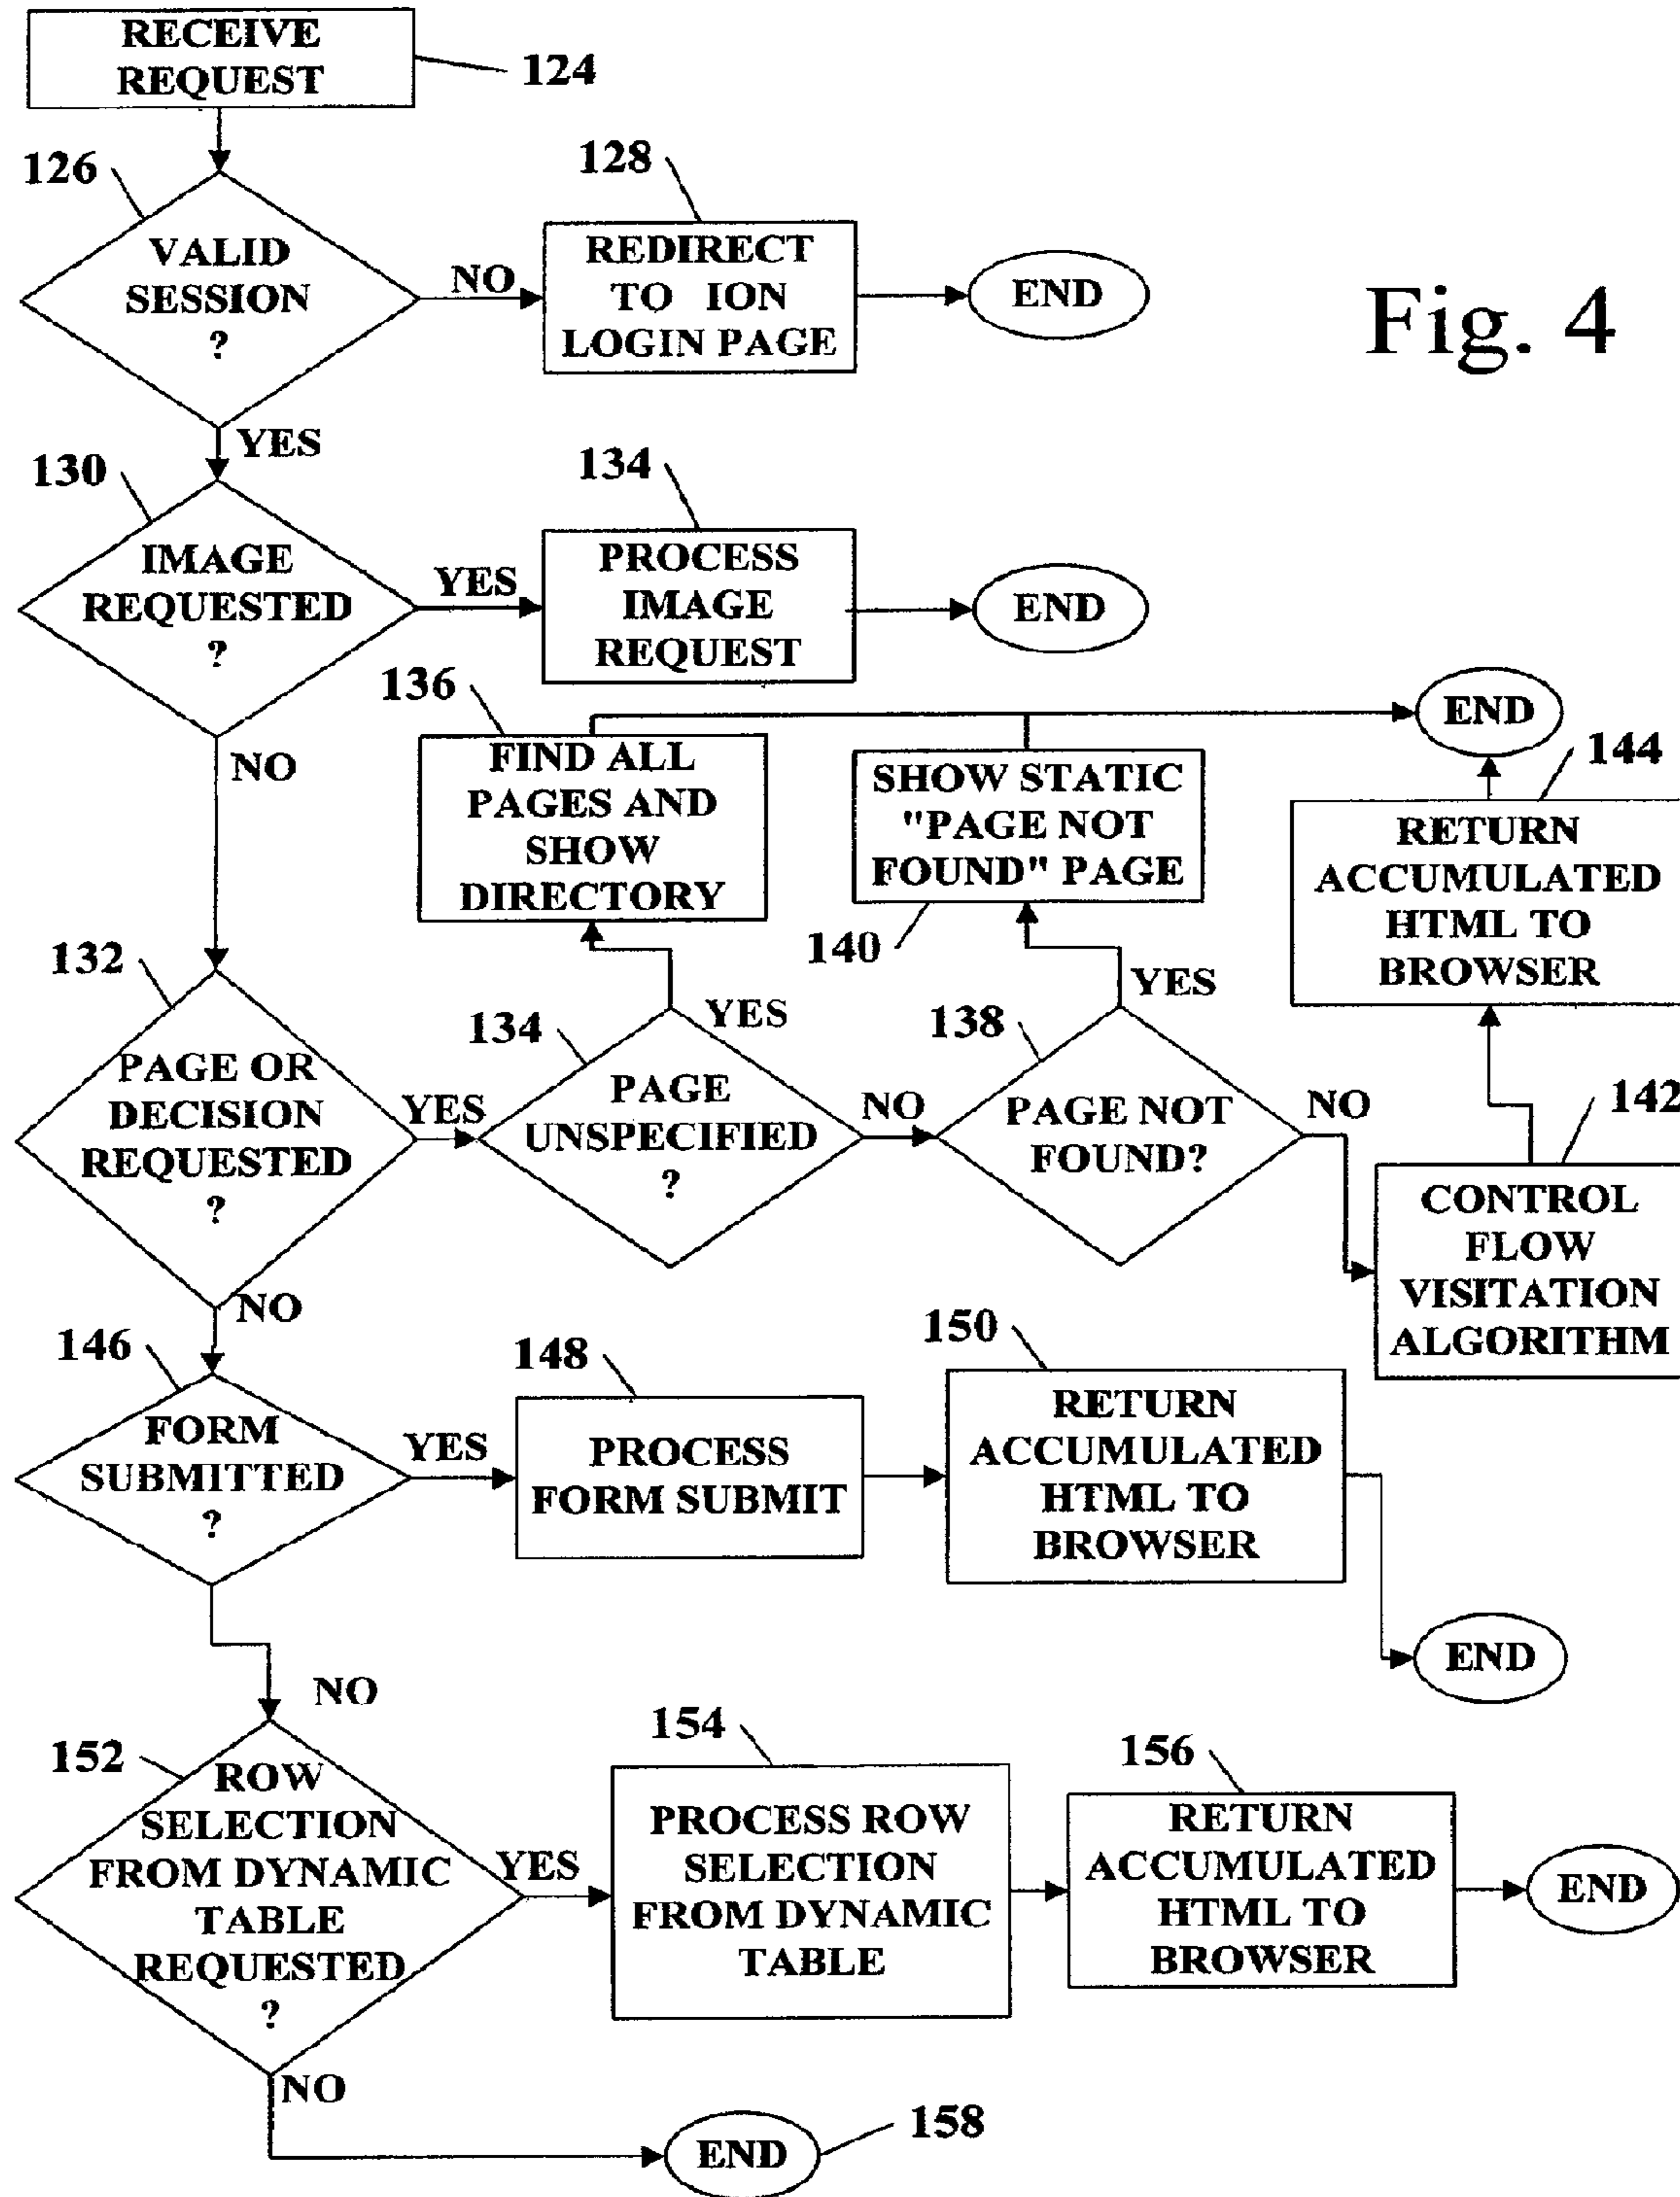 RECEIVE
REQUEST
124
126
VALID
SESSION
?
NO
128
REDIRECT
TO ION
LOGIN PAGE
END
Fig. 4
YES
130
IMAGE
REQUESTED
?
YES
134
PROCESS
IMAGE
REQUEST
END
NO
136
FIND ALL
PAGES AND
SHOW
DIRECTORY
SHOW STATIC
"PAGE NOT
FOUND" PAGE
140
END
144
RETURN
ACCUMULATED
HTML TO
BROWSER
132
PAGE OR
DECISION
REQUESTED
?
YES
134
PAGE
UNSPECIFIED
?
YES
NO
138
PAGE NOT
FOUND?
YES
NO
142
CONTROL
FLOW
VISITATION
ALGORITHM
NO
146
FORM
SUBMITTED
?
YES
148
PROCESS
FORM SUBMIT
150
RETURN
ACCUMULATED
HTML TO
BROWSER
END
NO
152
ROW
SELECTION
FROM DYNAMIC
TABLE
REQUESTED
?
YES
154
PROCESS ROW
SELECTION
FROM DYNAMIC
TABLE
156
RETURN
ACCUMULATED
HTML TO
BROWSER
END
NO
END
158